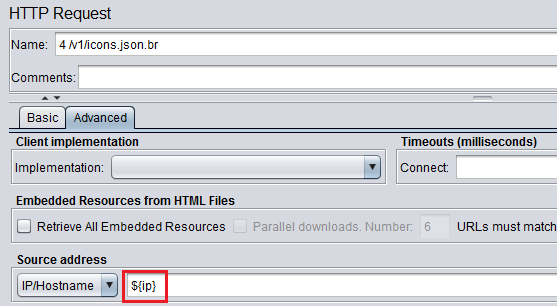 HTTP Request
Name: 4 /v1/icons.json.br
Comments:
Basic Advanced
Client implementation Timeouts (milliseconds)
Implementation: Connect:
Embedded Resources from HTML Files
Retrieve All Embedded Resources Parallel downloads. Number: 6 URLs must match
Source address
IP/Hostname ${ip}